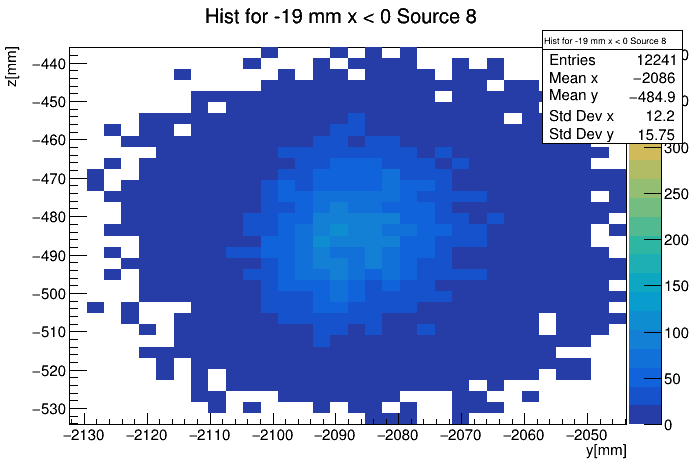 Hist for -19 mm x < 0 Source 8
z[mm]
Hist for -19 mm x < 0 Source 8
Entries 12241
Mean x −2086
Mean y −484.9
Std Dev x 12.2
Std Dev y 15.75
−440
−450
−460
−470
−480
−490
−500
−510
−520
−530
300
250
200
150
100
50
0
−2130 −2120 −2110 −2100 −2090 −2080 −2070 −2060 −2050
y[mm]